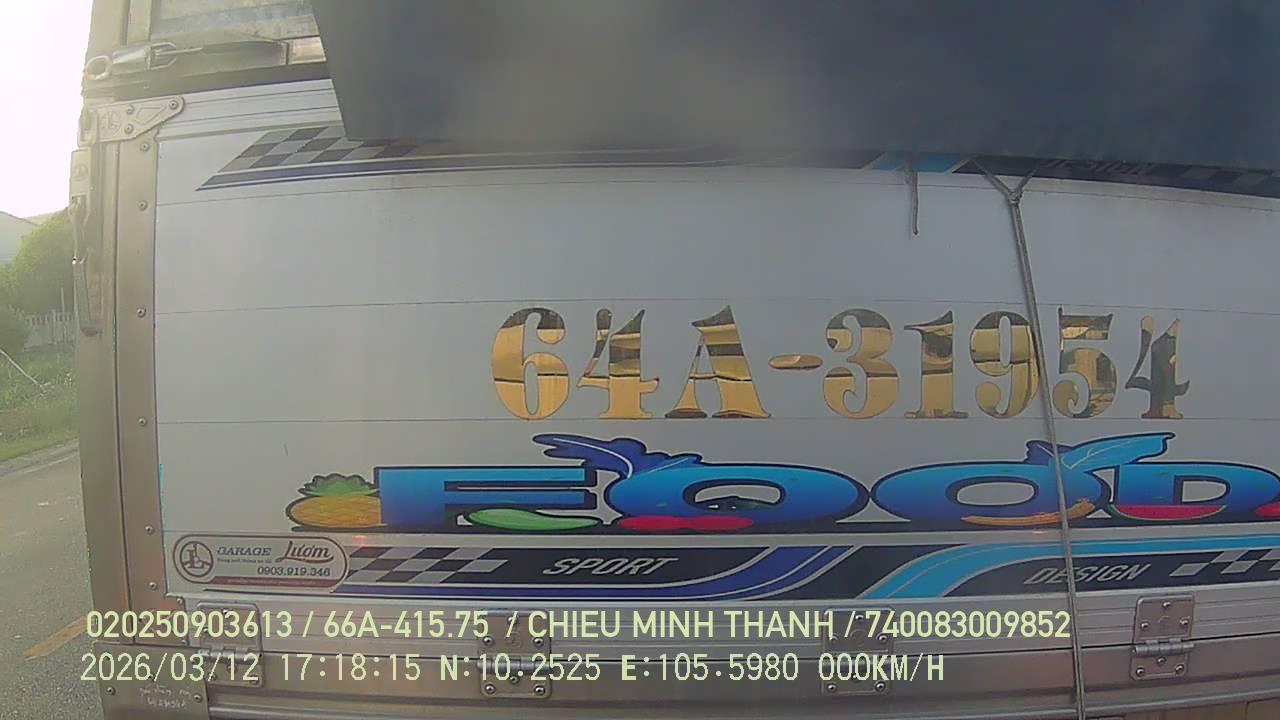 DESIGN
64A-31954
FOOD
GARAGE Lượm
0903.919.346
SPORT
DESIGN
020250903613 / 66A-415.75 / CHIEU MINH THANH / 740083009852
2026/03/12 17:18:15 N:10.2525 E:105.5980 000KM/H